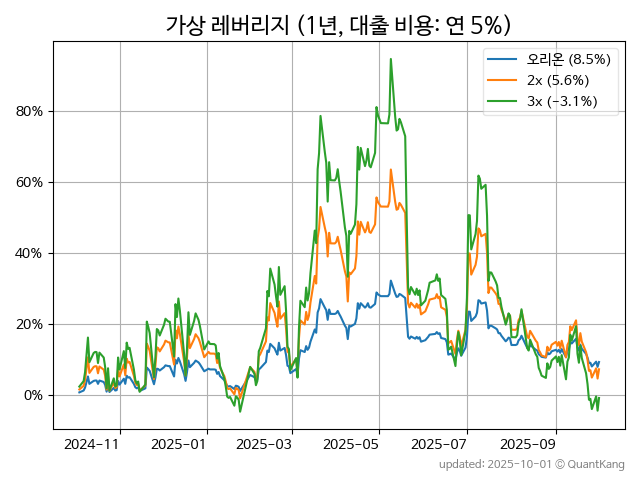 가상 레버리지 (1년, 대출 비용: 연 5%)
오리온 (8.5%)
2x (5.6%)
3x (−3.1%)
80%
60%
40%
20%
0%
2024-11 2025-01 2025-03 2025-05 2025-07 2025-09
updated: 2025-10-01 © QuantKang